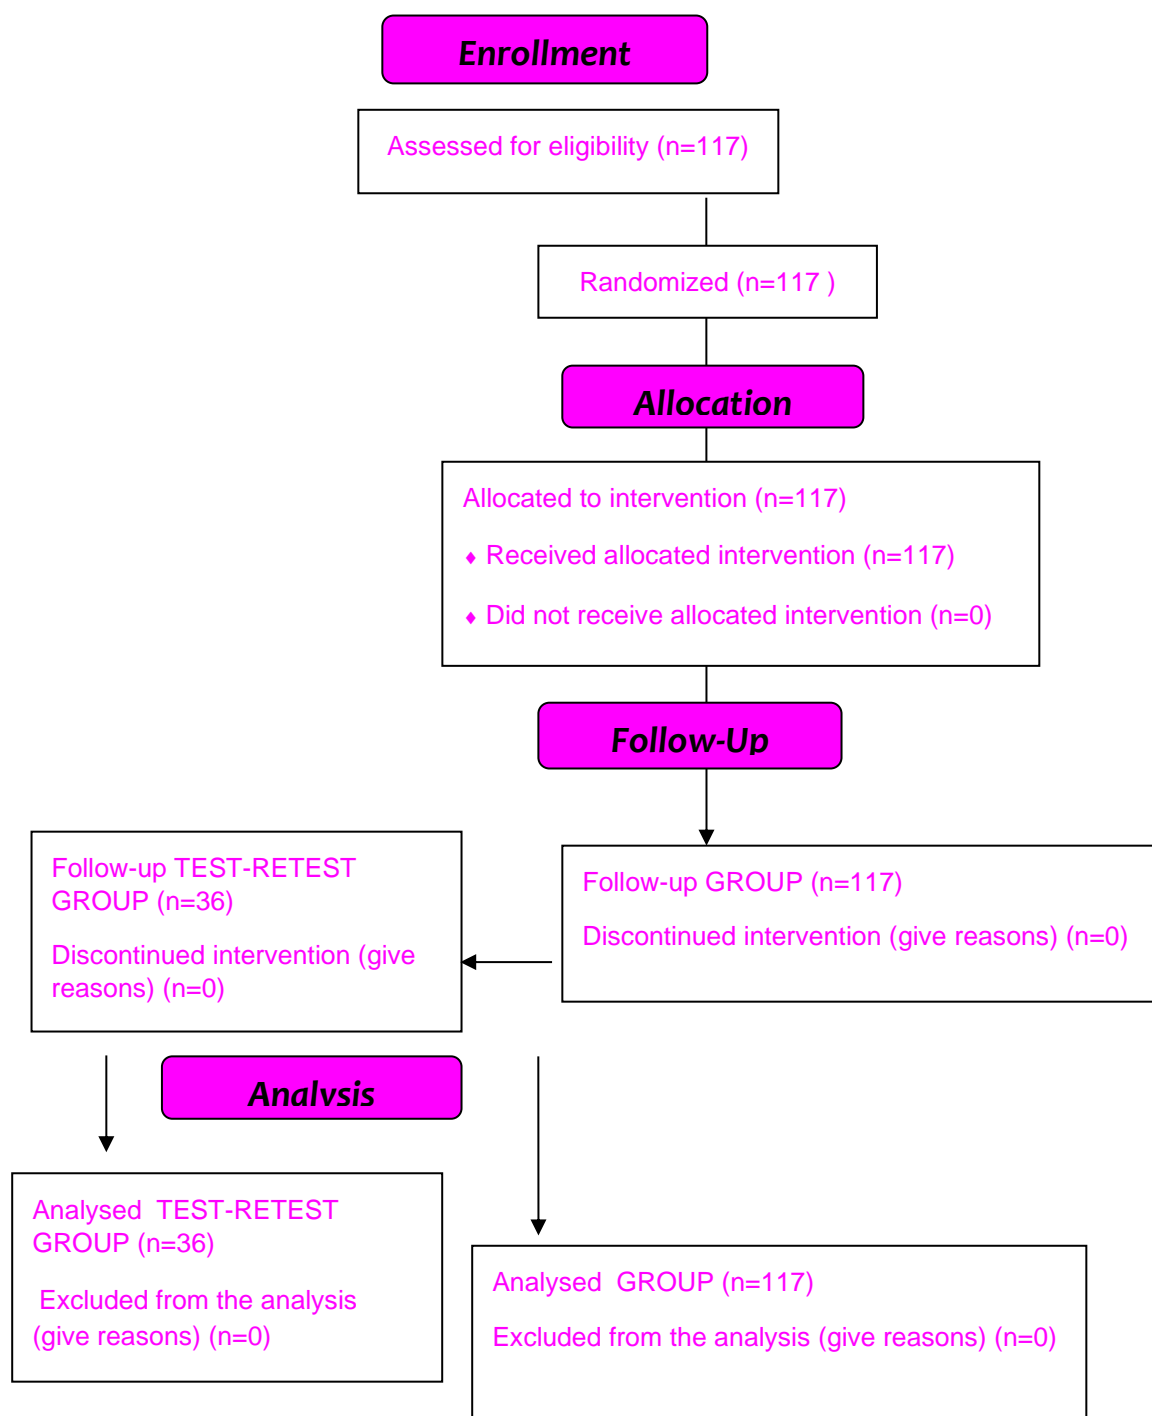 Enrollment
Assessed for eligibility (n=117)
Randomized (n=117 )
Allocation
Allocated to intervention (n=117)
♦ Received allocated intervention (n=117)
♦ Did not receive allocated intervention (n=0)
Follow-Up
Follow-up TEST-RETEST
GROUP (n=36)
Discontinued intervention (give
reasons) (n=0)
Follow-up GROUP (n=117)
Discontinued intervention (give reasons) (n=0)
Analysis
Analysed  TEST-RETEST
GROUP (n=36)
Excluded from the analysis
(give reasons) (n=0)
Analysed  GROUP (n=117)
Excluded from the analysis (give reasons) (n=0)